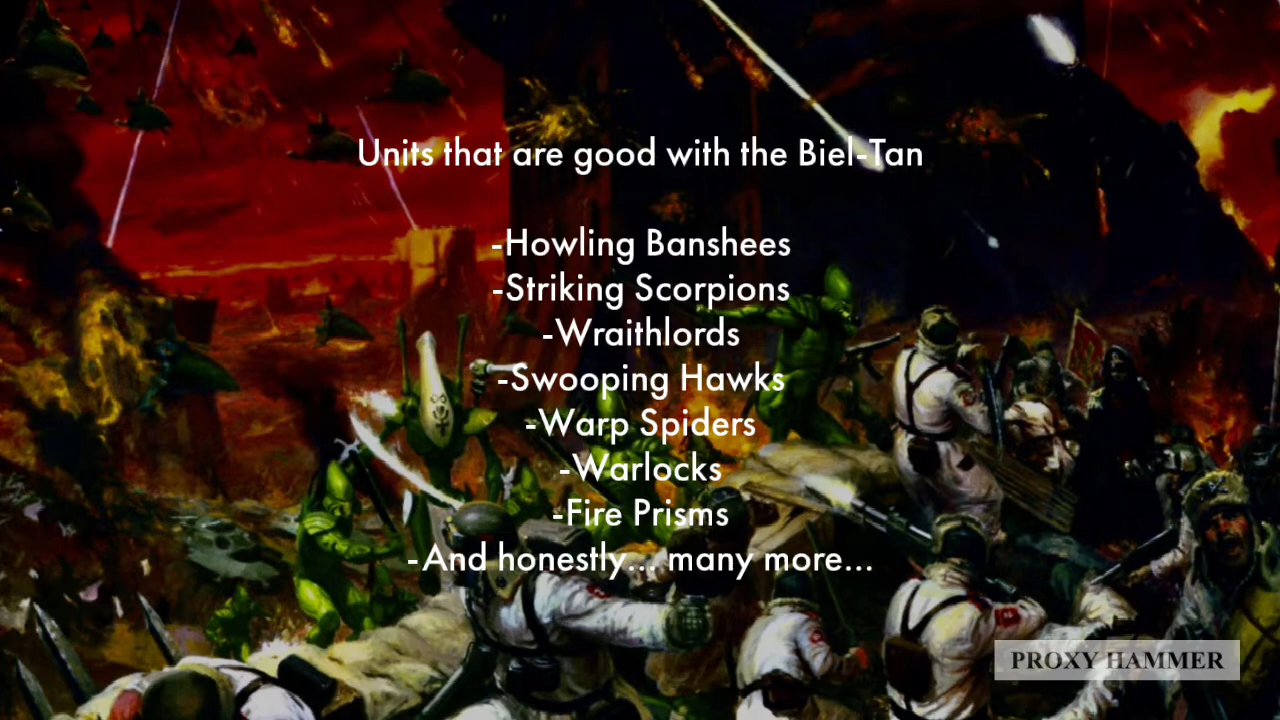 Units that are good with the Biel-Tan
-Howling Banshees
-Striking Scorpions
-Wraithlords
-Swooping Hawks
-Warp Spiders
-Warlocks
-Fire Prisms
-And honestly... many more...
PROXY HAMMER